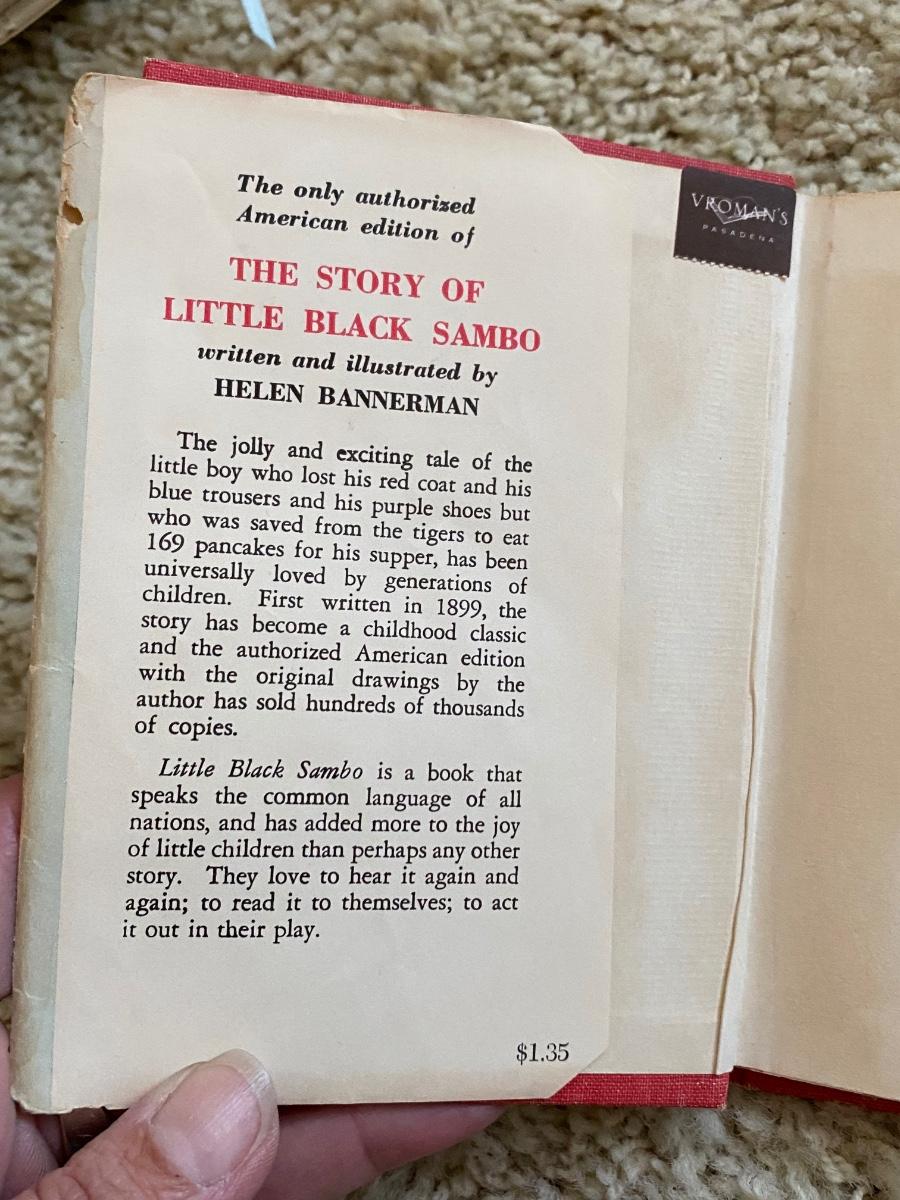 The only authorized
American edition of
THE STORY OF
LITTLE BLACK SAMBO
written and illustrated by
HELEN BANNERMAN
The jolly and exciting tale of the
little boy who lost his red coat and his
blue trousers and his purple shoes but
who was saved from the tigers to eat
169 pancakes for his supper, has been
universally loved by generations of
children. First written in 1899, the
story has become a childhood classic
and the authorized American edition
with the original drawings by the
author has sold hundreds of thousands
of copies.
Little Black Sambo is a book that
speaks the common language of all
nations, and has added more to the joy
of little children than perhaps any other
story. They love to hear it again and
again; to read it to themselves; to act
it out in their play.
$1.35
VROMAN'S
PASADENA